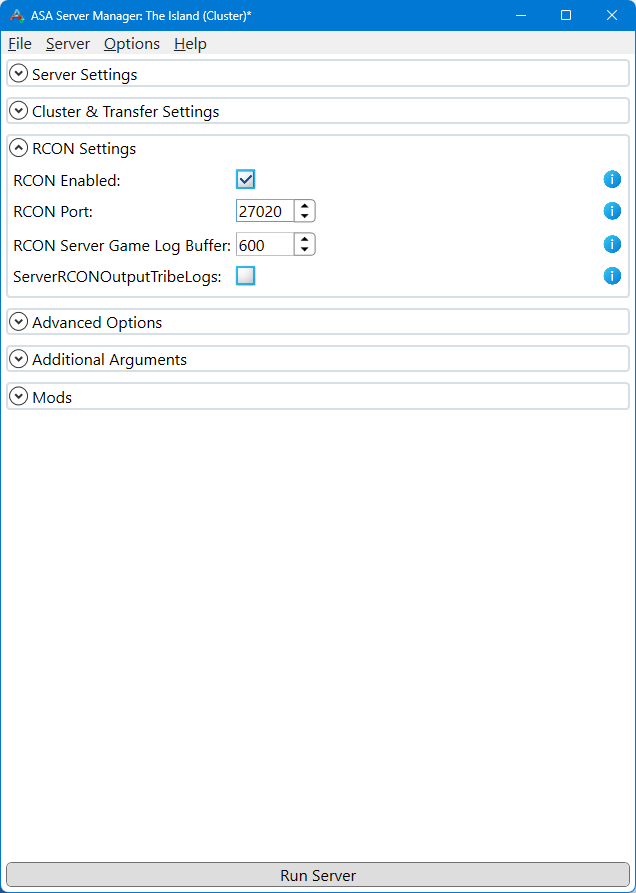 ASA Server Manager: The Island (Cluster)*
File Server Options Help
Server Settings
Cluster & Transfer Settings
RCON Settings
RCON Enabled:
RCON Port: 27020
RCON Server Game Log Buffer: 600
ServerRCONOutputTribeLogs:
Advanced Options
Additional Arguments
Mods
Run Server